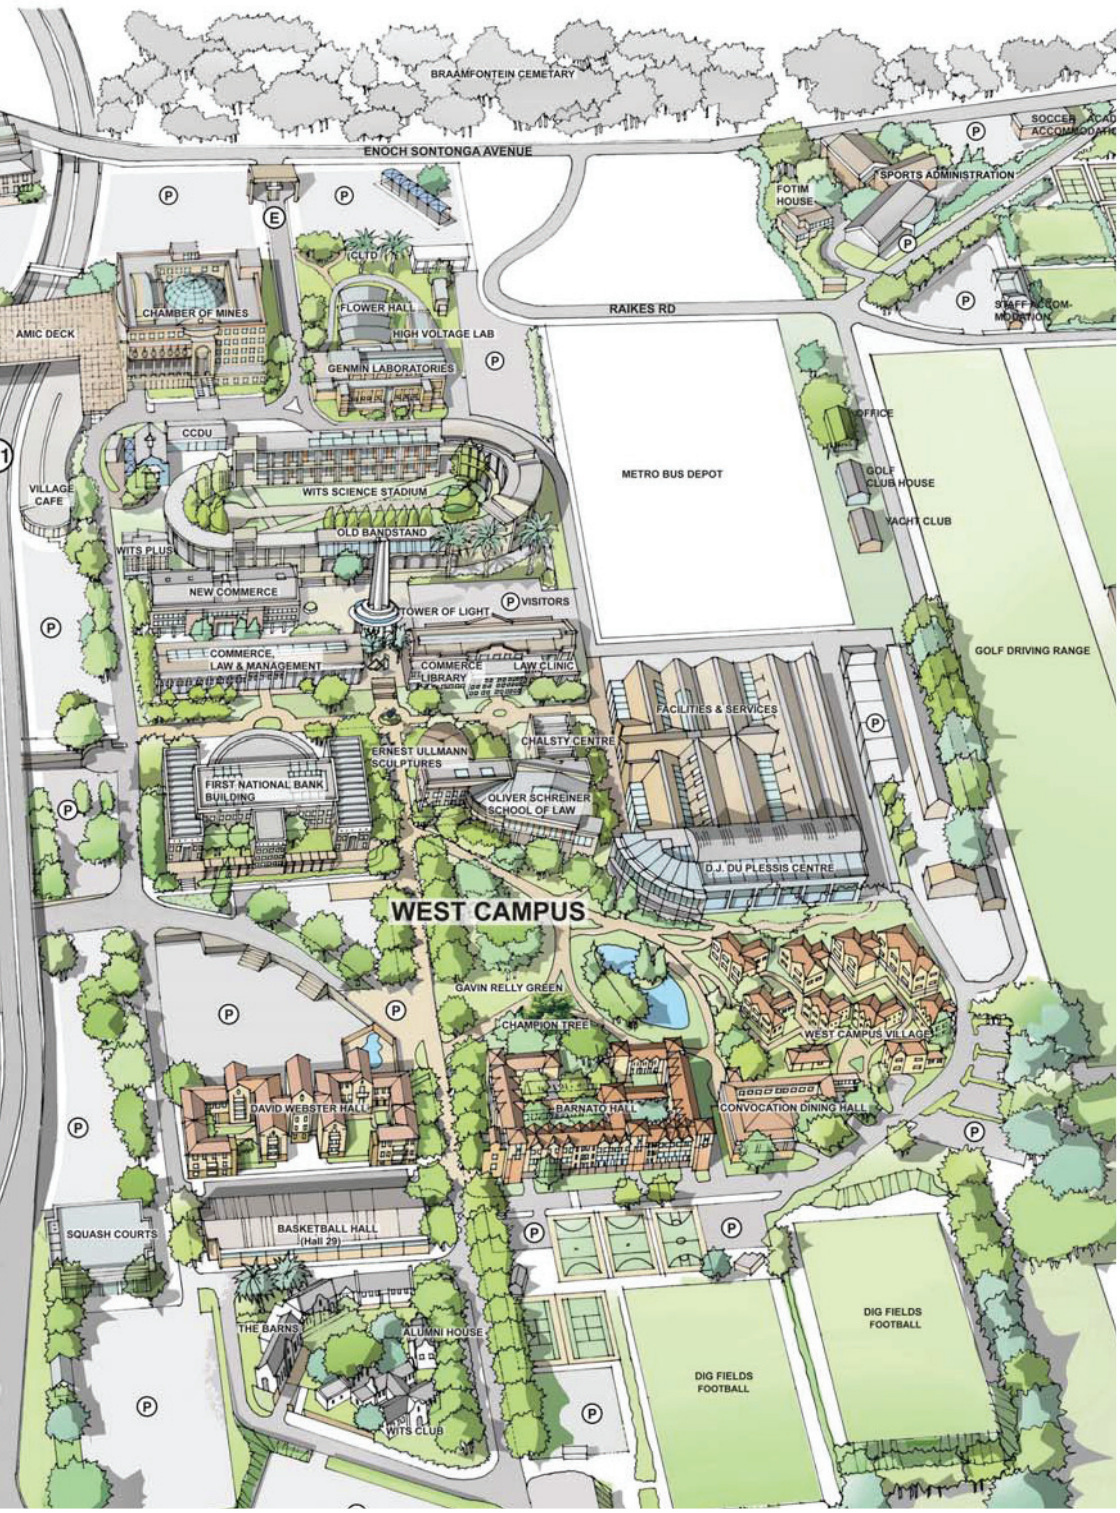 BRAAMFONTEIN CEMETARY
SOCCER ACAD
ACCOMMODATIO
P
ENOCH SONTONGA AVENUE
SPORTS ADMINISTRATION
FOTIM
HOUSE
P
P
E
P
CLTD
P
STAFF ACCOM-
MODATION
CHAMBER OF MINES
FLOWER HALL
RAIKES RD
AMIC DECK
HIGH VOLTAGE LAB
P
GENMIN LABORATORIES
OFFICE
CCDU
1
METRO BUS DEPOT
GOLF
CLUB HOUSE
VILLAGE
CAFE
WITS SCIENCE STADIUM
YACHT CLUB
OLD BANDSTAND
WITS PLUS
NEW COMMERCE
P VISITORS
TOWER OF LIGHT
P
COMMERCE,
LAW & MANAGEMENT
COMMERCE
LIBRARY
LAW CLINIC
GOLF DRIVING RANGE
FACILITIES & SERVICES
P
CHALSTY CENTRE
ERNEST ULLMANN
SCULPTURES
FIRST NATIONAL BANK
BUILDING
OLIVER SCHREINER
SCHOOL OF LAW
P
D.J. DU PLESSIS CENTRE
WEST CAMPUS
GAVIN RELLY GREEN
P
P
CHAMPION TREE
WEST CAMPUS VILLAGE
DAVID WEBSTER HALL
BARNATO HALL
CONVOCATION DINING HALL
P
P
SQUASH COURTS
BASKETBALL HALL
(Hall 29)
P
P
DIG FIELDS
FOOTBALL
THE BARNS
ALUMNI HOUSE
DIG FIELDS
FOOTBALL
P
P
WITS CLUB